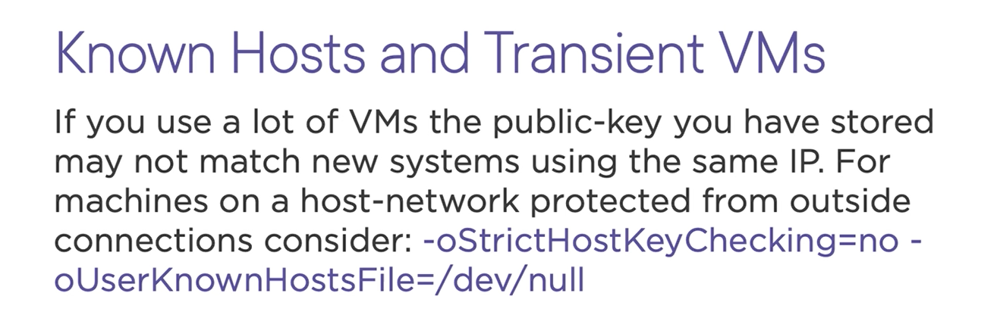 Known Hosts and Transient VMs
If you use a lot of VMs the public-key you have stored
may not match new systems using the same IP. For
machines on a host-network protected from outside
connections consider: -oStrictHostKeyChecking=no -
oUserKnownHostsFile=/dev/null